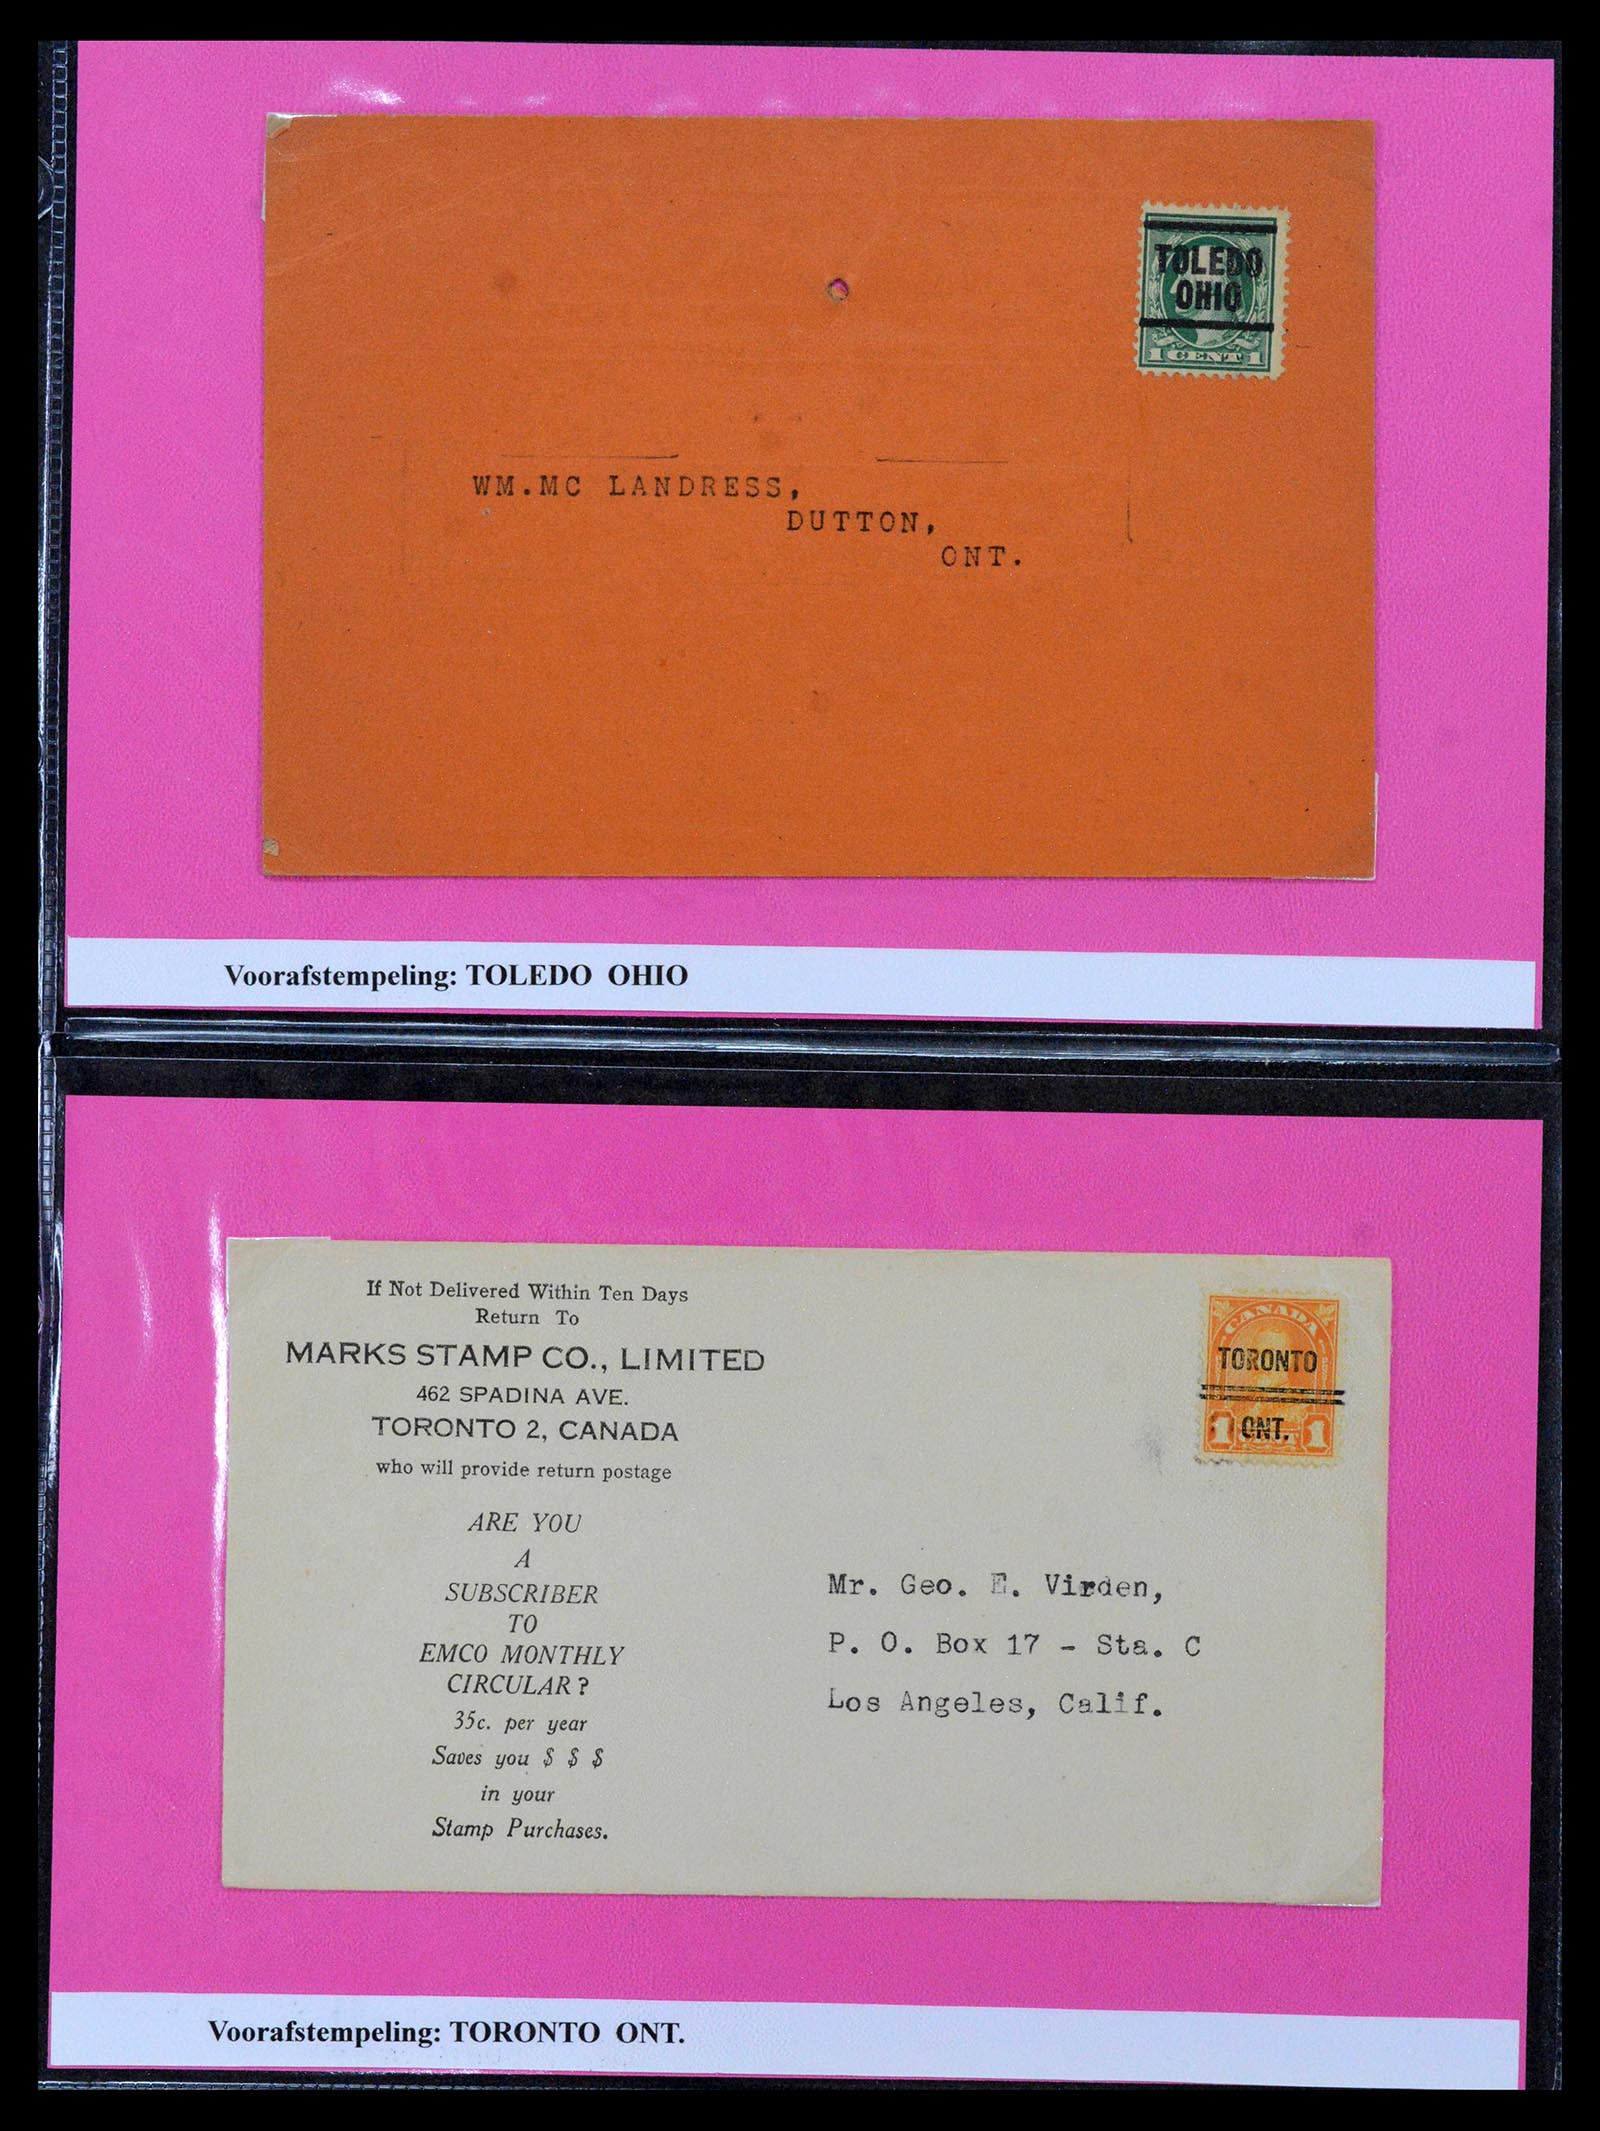 TOLEDO
OHIO
1 CENT 1
WM.MC LANDRESS,
DUTTON,
ONT.
Voorafstempeling: TOLEDO OHIO
If Not Delivered Within Ten Days
Return To
MARKS STAMP CO., LIMITED
462 SPADINA AVE.
TORONTO 2, CANADA
who will provide return postage
ARE YOU
A
SUBSCRIBER
TO
EMCO MONTHLY
CIRCULAR?
35c. per year
Saves you $ $ $
in your
Stamp Purchases.
CANADA
TORONTO
ONT.
1 1
Mr. Geo. E. Virden,
P. O. Box 17 - Sta. C
Los Angeles, Calif.
Voorafstempeling: TORONTO ONT.